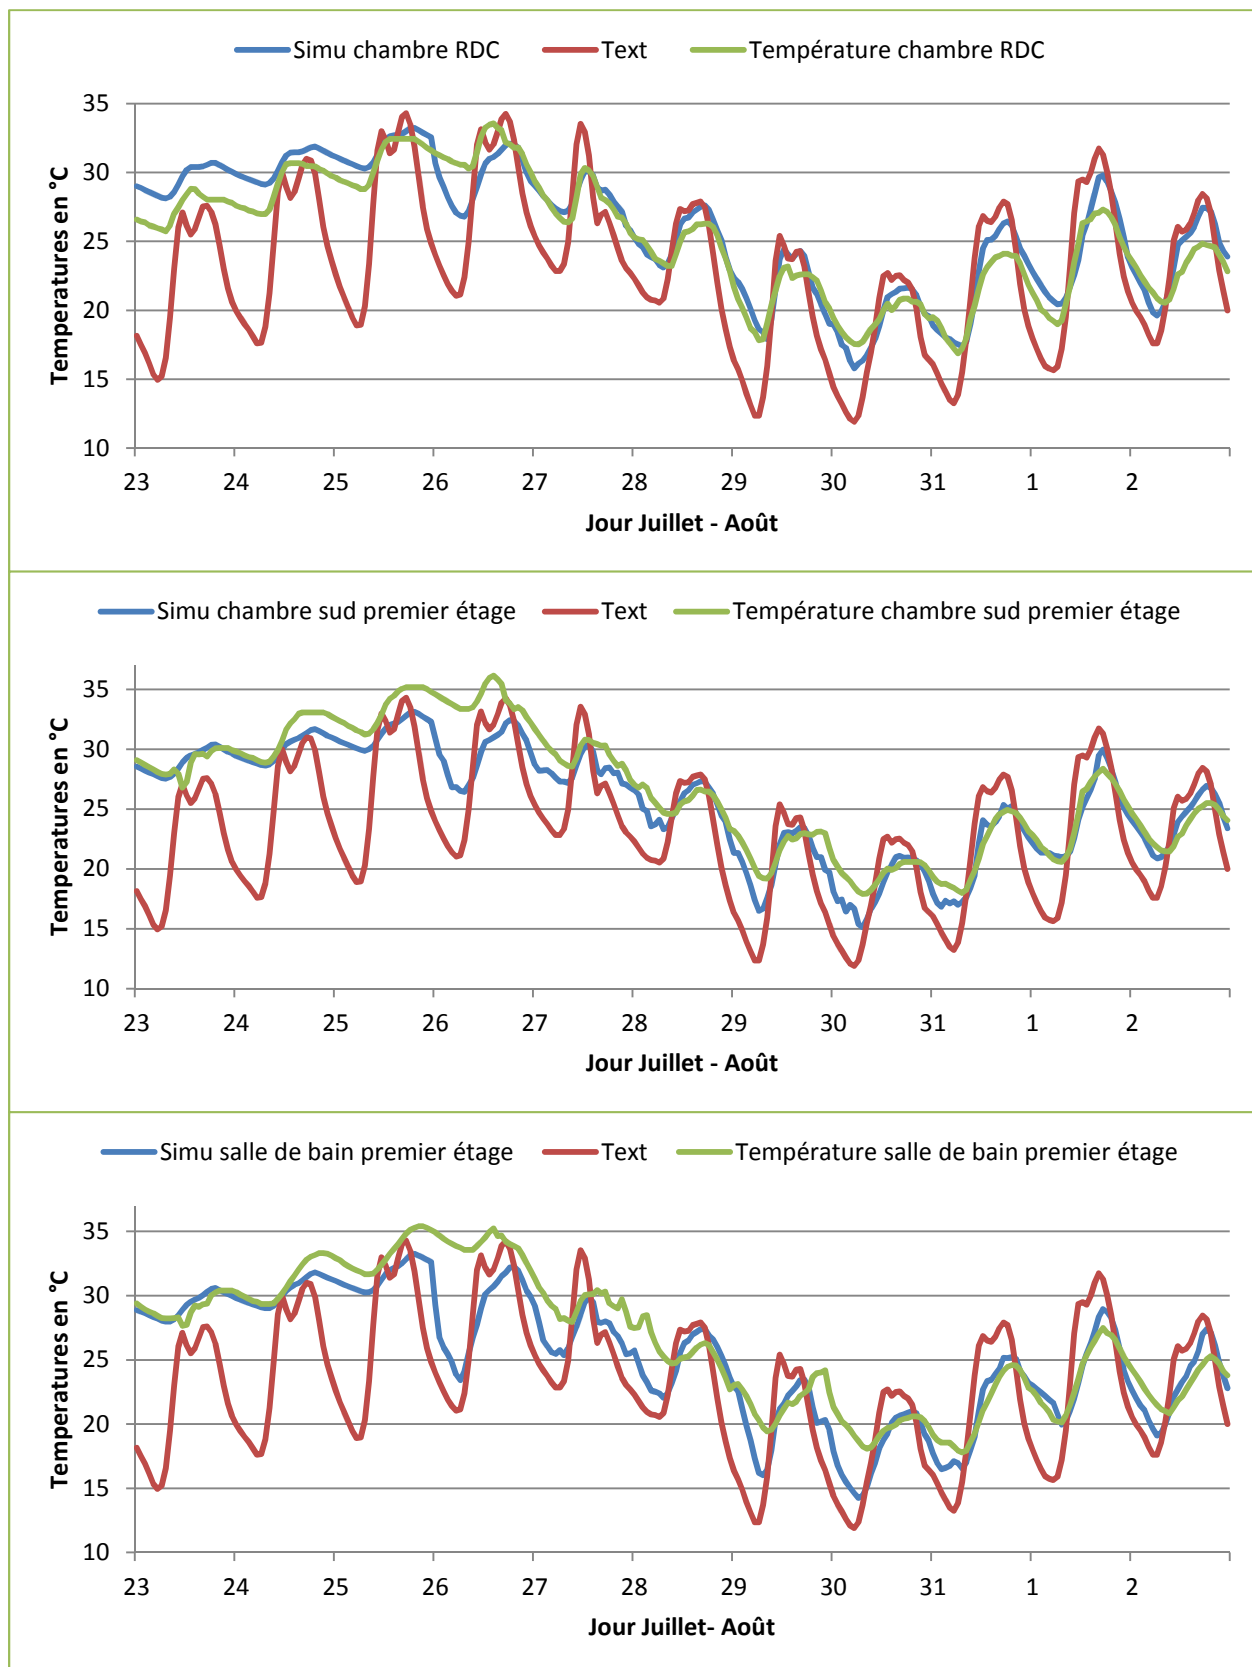 Simu chambre RDC Text Température chambre RDC
35
30
25
20
15
10
Temperatures en °C
23 24 25 26 27 28 29 30 31 1 2
Jour Juillet - Août
Simu chambre sud premier étage Text Température chambre sud premier étage
35
30
25
20
15
10
Temperatures en °C
23 24 25 26 27 28 29 30 31 1 2
Jour Juillet - Août
Simu salle de bain premier étage Text Température salle de bain premier étage
35
30
25
20
15
10
Temperatures en °C
23 24 25 26 27 28 29 30 31 1 2
Jour Juillet- Août